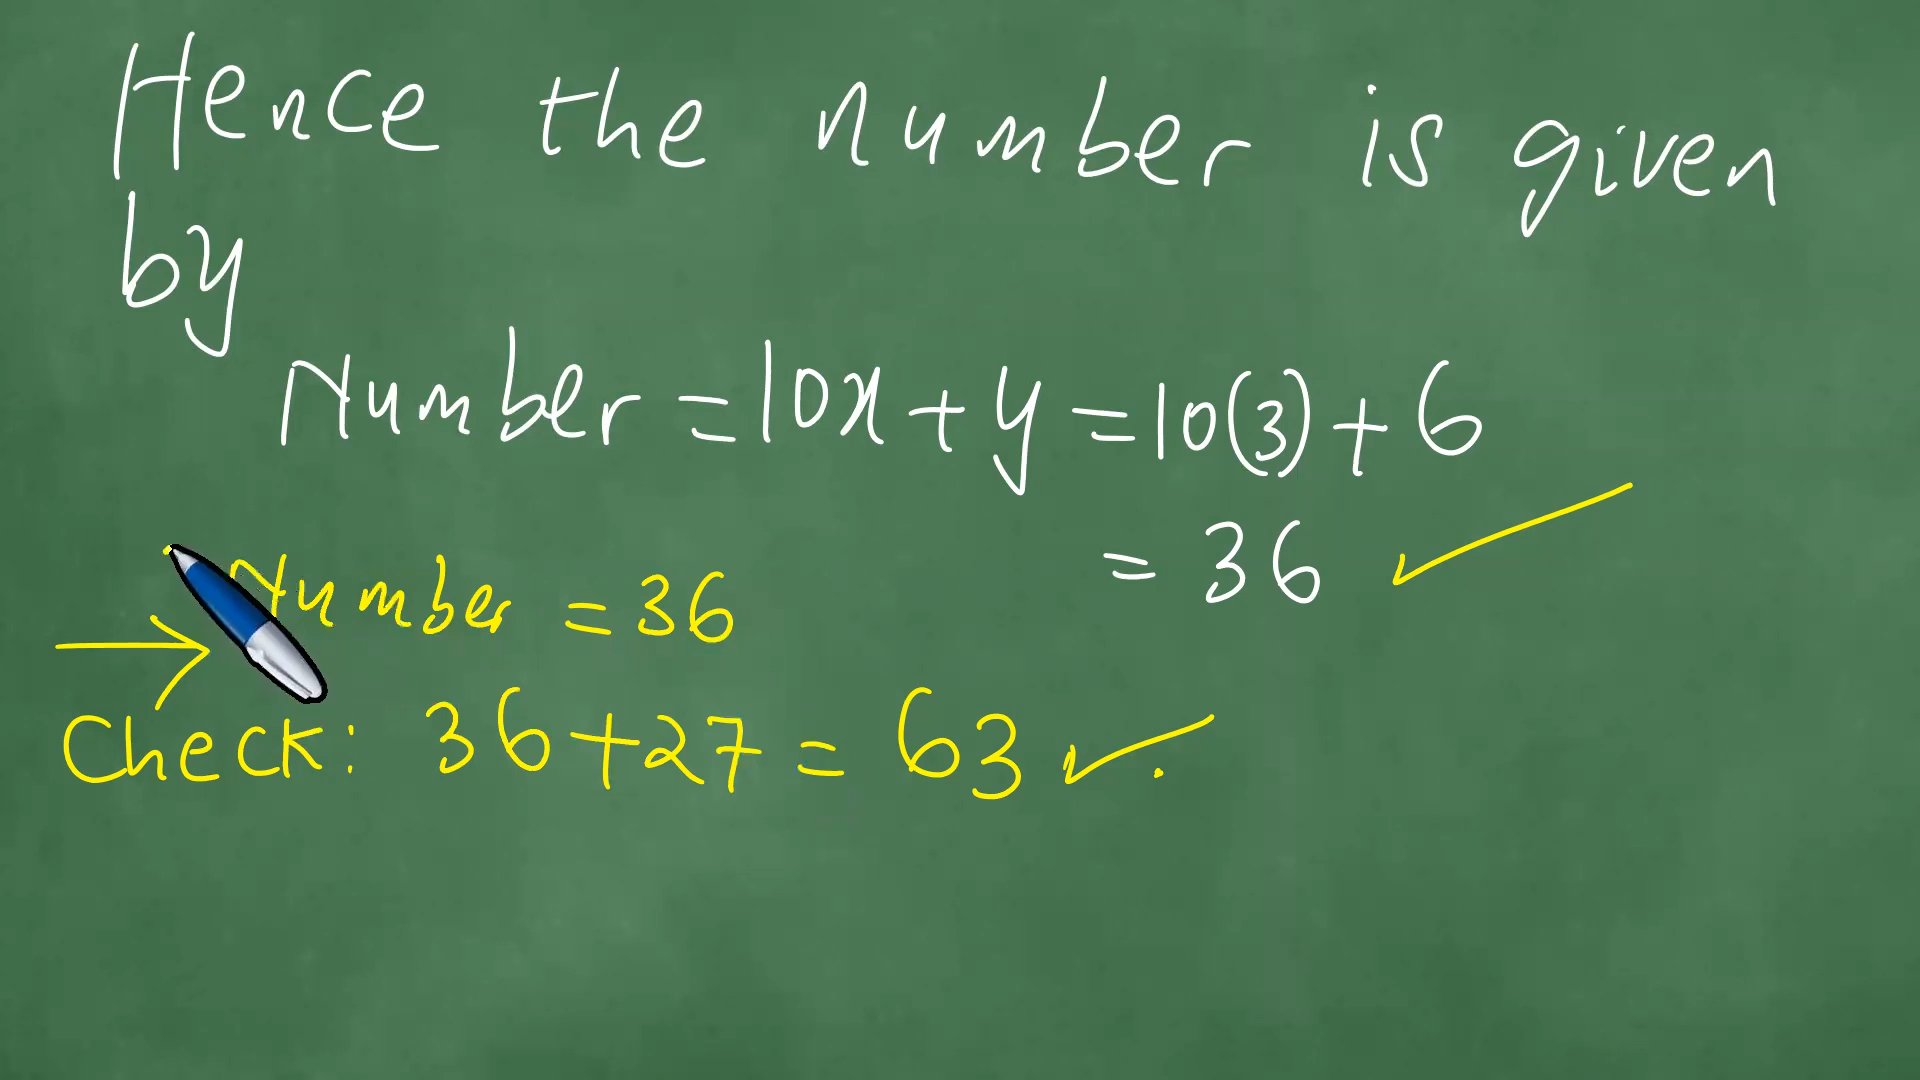 Hence the number is given
by
Number = 10x + y = 10(3) + 6
= 36 ✓
Number = 36
→
Check: 36 + 27 = 63 ✓.